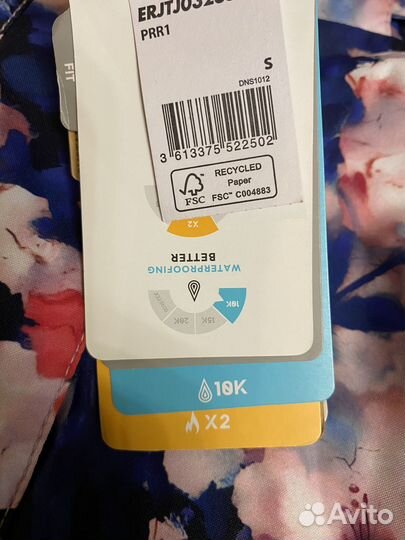 PRR1
S
DNS1012
3 613375 522502
FSC
RECYCLED
Paper
FSC™ C004883
FIT
X2
WATERPROOFING
BETTER
10K
15K
20K
10K
X2
Avito